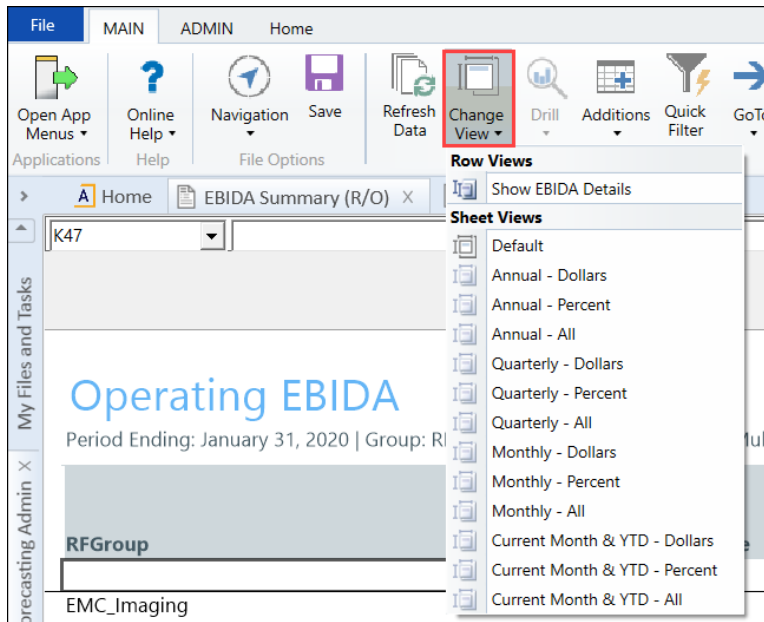 File MAIN ADMIN Home
Open App Menus
Online Help
Navigation
Save
Refresh Data
Change View
Drill
Additions
Quick Filter
GoTo
Applications Help File Options
Row Views
Show EBIDA Details
Sheet Views
Default
Annual - Dollars
Annual - Percent
Annual - All
Quarterly - Dollars
Quarterly - Percent
Quarterly - All
Monthly - Dollars
Monthly - Percent
Monthly - All
Current Month & YTD - Dollars
Current Month & YTD - Percent
Current Month & YTD - All
A Home EBIDA Summary (R/O) X
K47
My Files and Tasks
orecasting Admin X
Operating EBIDA
Period Ending: January 31, 2020 | Group: R
RFGroup
EMC_Imaging